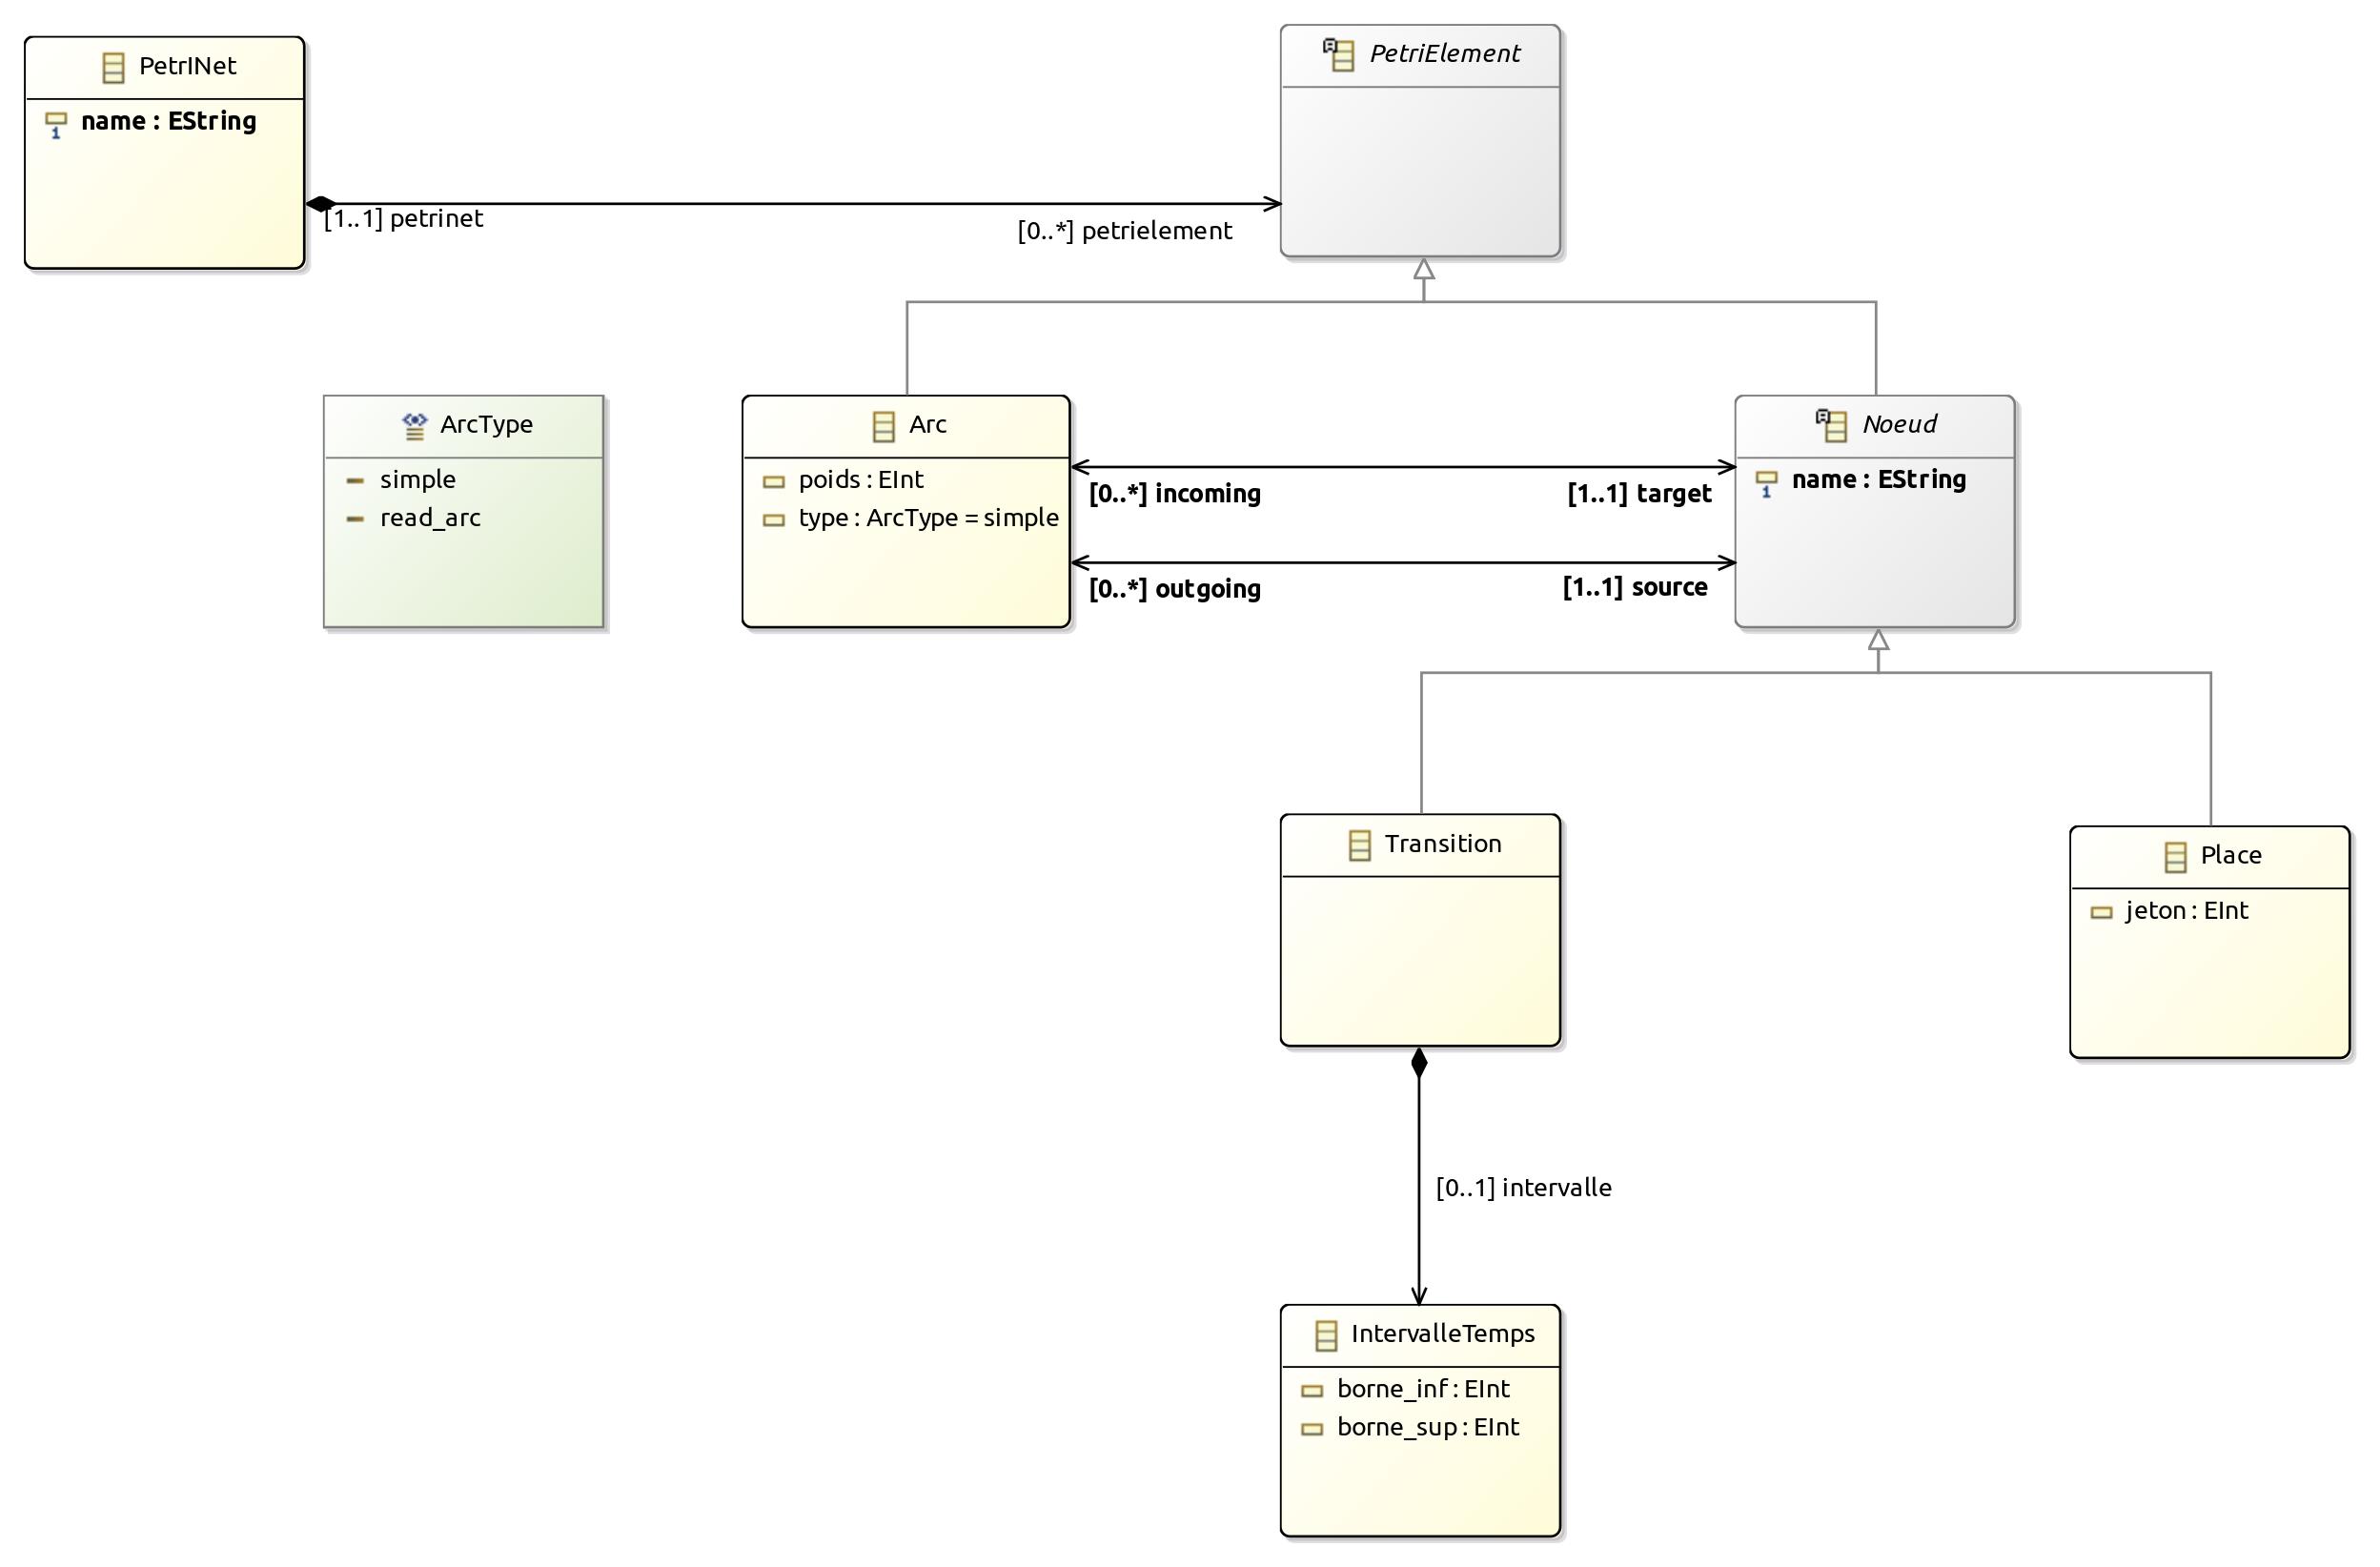 PetrINet
1
name : EString
[1..1] petrinet
[0..*] petrielement
PetriElement
ArcType
simple
read_arc
Arc
poids : EInt
type : ArcType = simple
[0..*] incoming
[1..1] target
[0..*] outgoing
[1..1] source
Noeud
1
name : EString
Transition
Place
jeton : EInt
[0..1] intervalle
IntervalleTemps
borne_inf : EInt
borne_sup : EInt